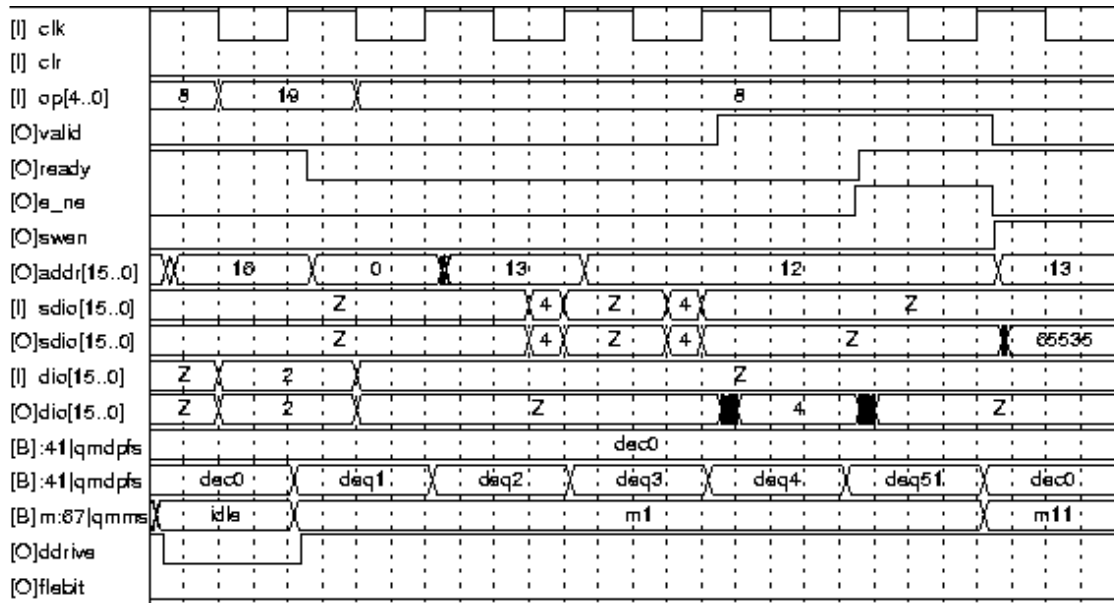 [I] clk
[I] clr
[I] op[4..0] 8 19 8
[O]valid
[O]ready
[O]e_ne
[O]swen
[O]addr[15..0] 16 0 13 12 13
[I] sdio[15..0] Z 4 Z 4 Z
[O]sdio[15..0] Z 4 Z 4 Z 65535
[I] dio[15..0] Z 2 Z
[O]dio[15..0] Z 2 Z 4 Z
[B]:41|qmdpfs dec0
[B]:41|qmdpfs dec0 deq1 deq2 deq3 deq4 deq51 dec0
[B]m:67|qmms idle m1 m11
[O]ddrive
[O]flebit